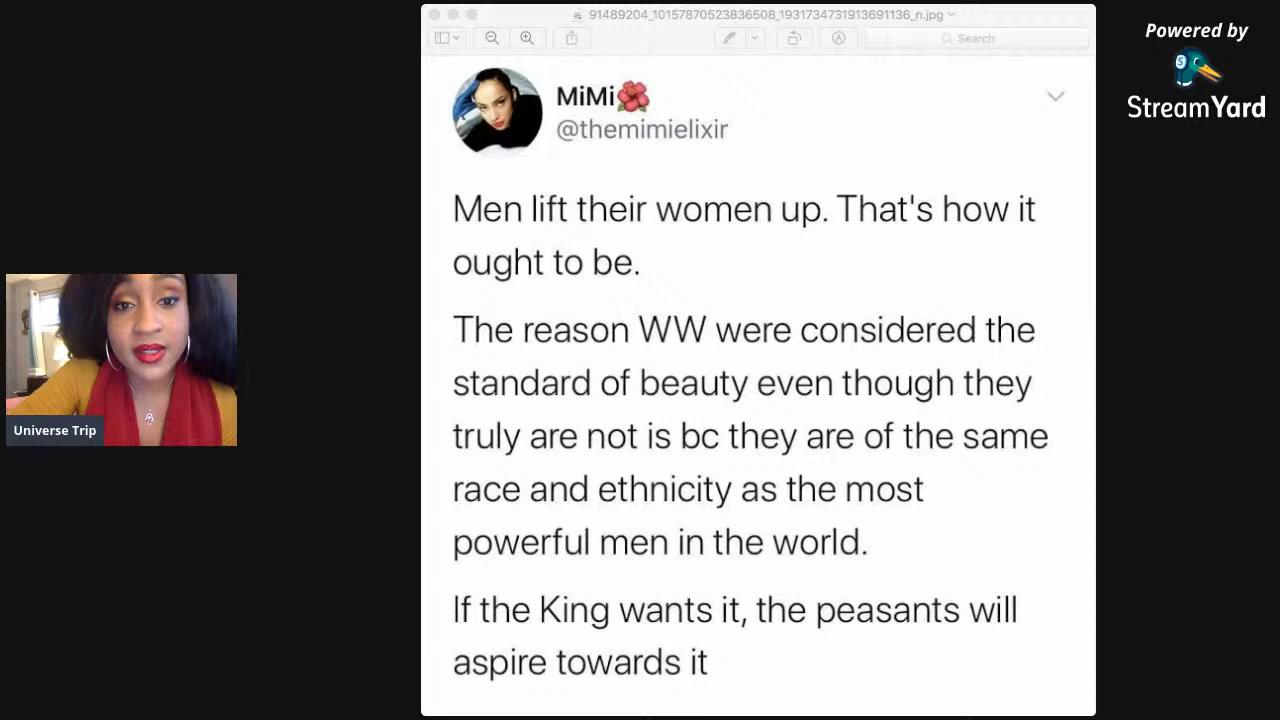 91489204_10157870523836508_1931734731913691136_n.jpg
Search
Powered by
StreamYard
MiMi🌺
@themimielixir
Men lift their women up. That's how it
ought to be.
The reason WW were considered the
standard of beauty even though they
truly are not is bc they are of the same
race and ethnicity as the most
powerful men in the world.
If the King wants it, the peasants will
aspire towards it
Universe Trip